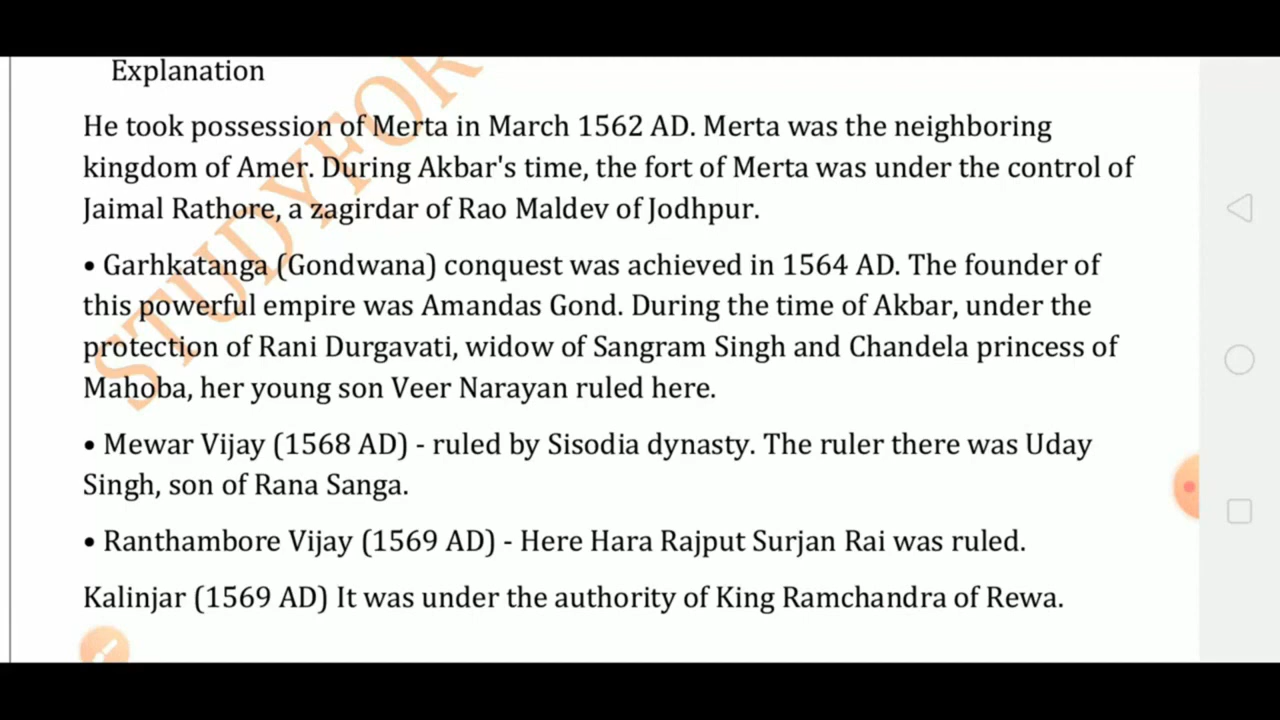 Explanation
He took possession of Merta in March 1562 AD. Merta was the neighboring
kingdom of Amer. During Akbar's time, the fort of Merta was under the control of
Jaimal Rathore, a zagirdar of Rao Maldev of Jodhpur.
• Garhkatanga (Gondwana) conquest was achieved in 1564 AD. The founder of
this powerful empire was Amandas Gond. During the time of Akbar, under the
protection of Rani Durgavati, widow of Sangram Singh and Chandela princess of
Mahoba, her young son Veer Narayan ruled here.
• Mewar Vijay (1568 AD) - ruled by Sisodia dynasty. The ruler there was Uday
Singh, son of Rana Sanga.
• Ranthambore Vijay (1569 AD) - Here Hara Rajput Surjan Rai was ruled.
Kalinjar (1569 AD) It was under the authority of King Ramchandra of Rewa.
STUDYFOR